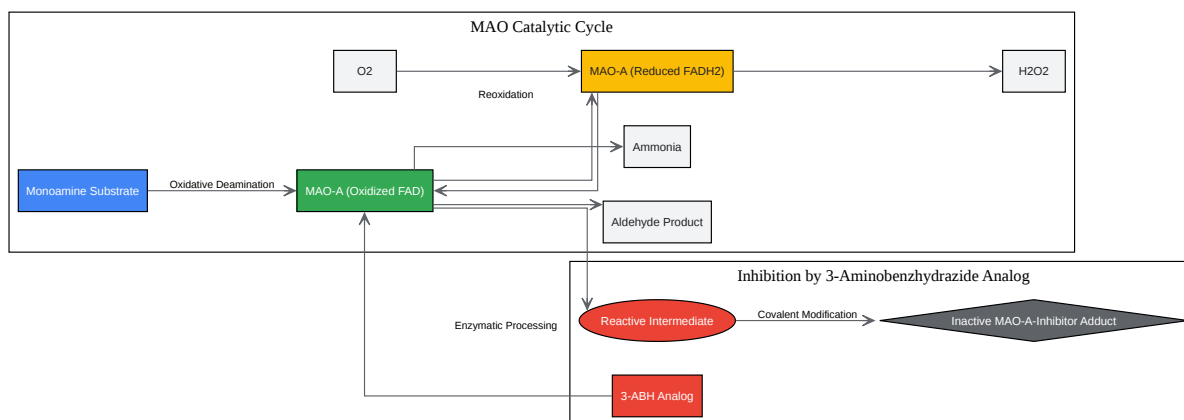 MAO Catalytic Cycle
O2
MAO-A (Reduced FADH2)
H2O2
Reoxidation
Ammonia
Monoamine Substrate
Oxidative Deamination
MAO-A (Oxidized FAD)
Aldehyde Product
Inhibition by 3-Aminobenzhydrazide Analog
Enzymatic Processing
Reactive Intermediate
Covalent Modification
Inactive MAO-A-Inhibitor Adduct
3-ABH Analog